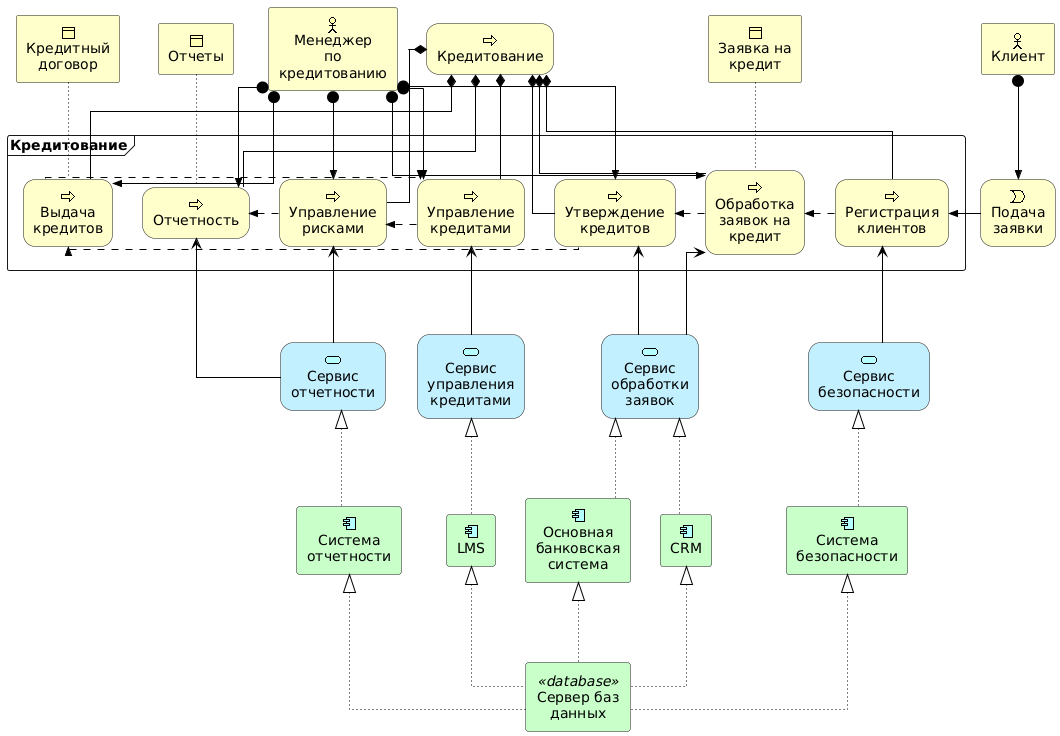 Кредитный
договор
Отчеты
Менеджер
по
кредитованию
Кредитование
Заявка на
кредит
Клиент
Кредитование
Выдача
кредитов
Отчетность
Управление
рисками
Управление
кредитами
Утверждение
кредитов
Обработка
заявок на
кредит
Регистрация
клиентов
Подача
заявки
Сервис
отчетности
Сервис
управления
кредитами
Сервис
обработки
заявок
Сервис
безопасности
Система
отчетности
LMS
Основная
банковская
система
CRM
Система
безопасности
«database»
Сервер баз
данных